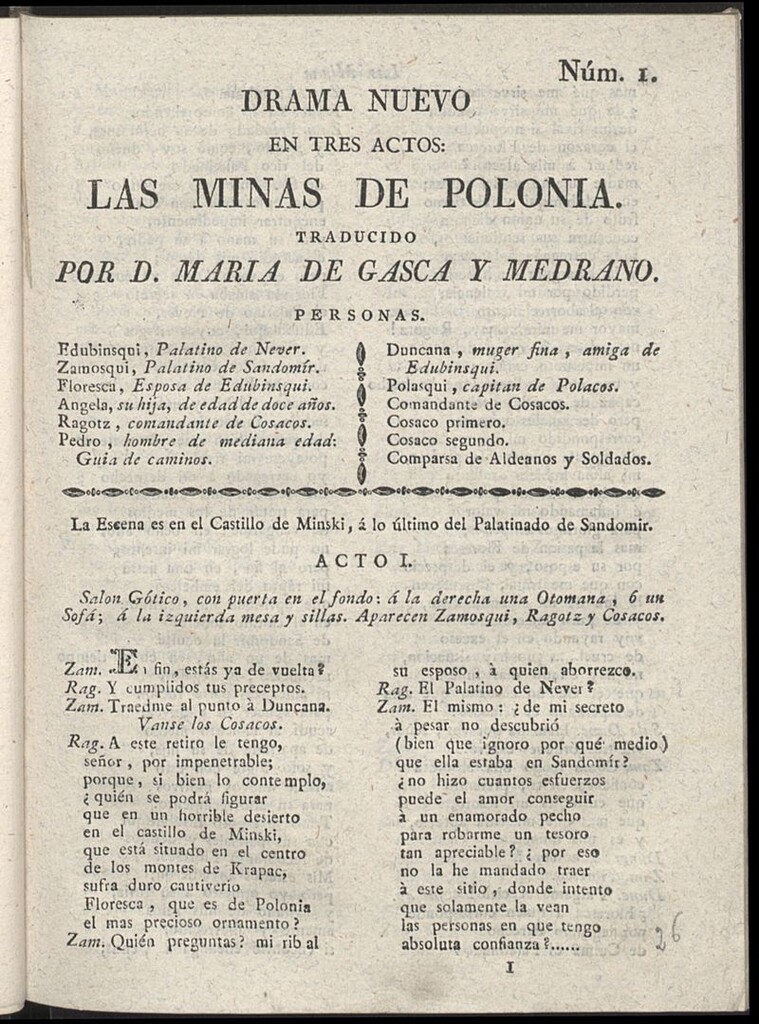 Núm. 1.
DRAMA NUEVO
EN TRES ACTOS:
LAS MINAS DE POLONIA.
TRADUCIDO
POR D. MARIA DE GASCA Y MEDRANO.
PERSONAS.
Edubinsqui, Palatino de Never.
Zamosqui, Palatino de Sandomír.
Floresca, Esposa de Edubinsqui.
Angela, su hija, de edad de doce años.
Ragotz, comandante de Cosacos.
Pedro, hombre de mediana edad:
Guia de caminos.
Duncana, muger fina, amiga de
Edubinsqui.
Polasqui, capitan de Polacos.
Comandante de Cosacos.
Cosaco primero.
Cosaco segundo.
Comparsa de Aldeanos y Soldados.
La Escena es en el Castillo de Minski, á lo último del Palatinado de Sandomir.
ACTO I.
Salon Gótico, con puerta en el fondo: á la derecha una Otomana, ó un
Sofá; á la izquierda mesa y sillas. Aparecen Zamosqui, Ragotz y Cosacos.
Zam. En fin, estás ya de vuelta?
Rag. Y cumplidos tus preceptos.
Zam. Traedme al punto à Duncana.
Vanse los Cosacos.
Rag. A este retiro le tengo,
señor, por impenetrable;
porque, si bien lo contemplo,
¿quién se podrá figurar
que en un horrible desierto
en el castillo de Minski,
que está situado en el centro
de los montes de Krapac,
sufra duro cautiverio
Floresca, que es de Polonia
el mas precioso ornamento?
Zam. Quién preguntas? mi ribal
su esposo, à quien aborrezco.
Rag. El Palatino de Never?
Zam. El mismo: ¿de mi secreto
à pesar no descubrió
(bien que ignoro por qué medio)
que ella estaba en Sandomír?
¿no hizo cuantos esfuerzos
puede el amor conseguir
à un enamorado pecho
para robarme un tesoro
tan apreciable? ¿por eso
no la he mandado traer
à este sitio, donde intento
que solamente la vean
las personas en que tengo
absoluta confianza?......
26
1